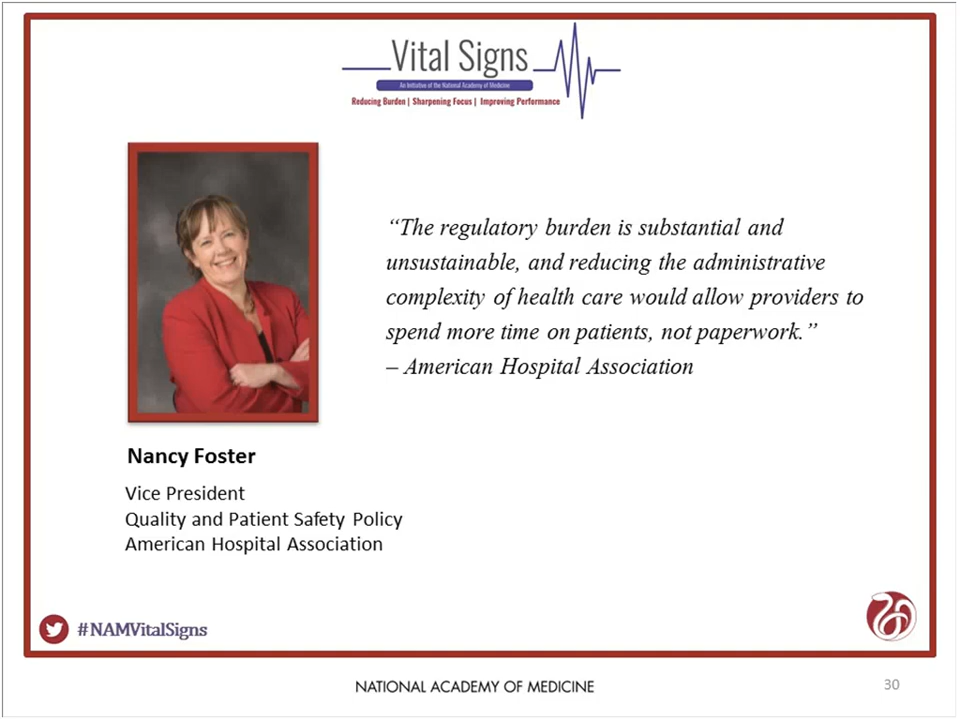 Vital Signs
An Initiative of the National Academy of Medicine
Reducing Burden | Sharpening Focus | Improving Performance
“The regulatory burden is substantial and
unsustainable, and reducing the administrative
complexity of health care would allow providers to
spend more time on patients, not paperwork.”
– American Hospital Association
Nancy Foster
Vice President
Quality and Patient Safety Policy
American Hospital Association
#NAMVitalSigns
NATIONAL ACADEMY OF MEDICINE
30